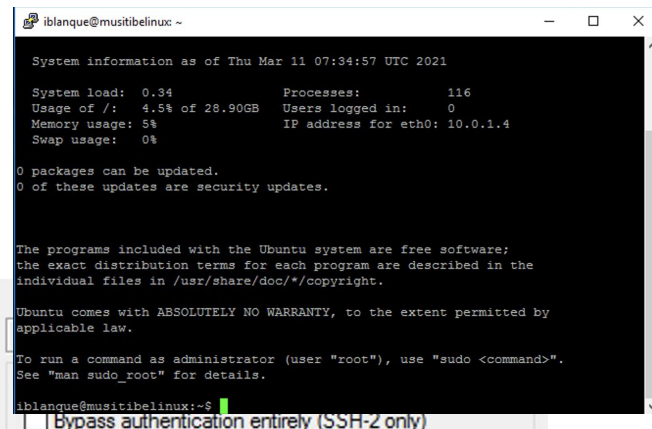 iblanque@musitibelinux: ~
System information as of Thu Mar 11 07:34:57 UTC 2021
System load: 0.34 Processes: 116
Usage of /: 4.5% of 28.90GB Users logged in: 0
Memory usage: 5% IP address for eth0: 10.0.1.4
Swap usage: 0%
0 packages can be updated.
0 of these updates are security updates.
The programs included with the Ubuntu system are free software;
the exact distribution terms for each program are described in the
individual files in /usr/share/doc/*/copyright.
Ubuntu comes with ABSOLUTELY NO WARRANTY, to the extent permitted by
applicable law.
To run a command as administrator (user "root"), use "sudo <command>".
See "man sudo_root" for details.
iblanque@musitibelinux:~$
Bypass authentication entirely (SSH-2 only)